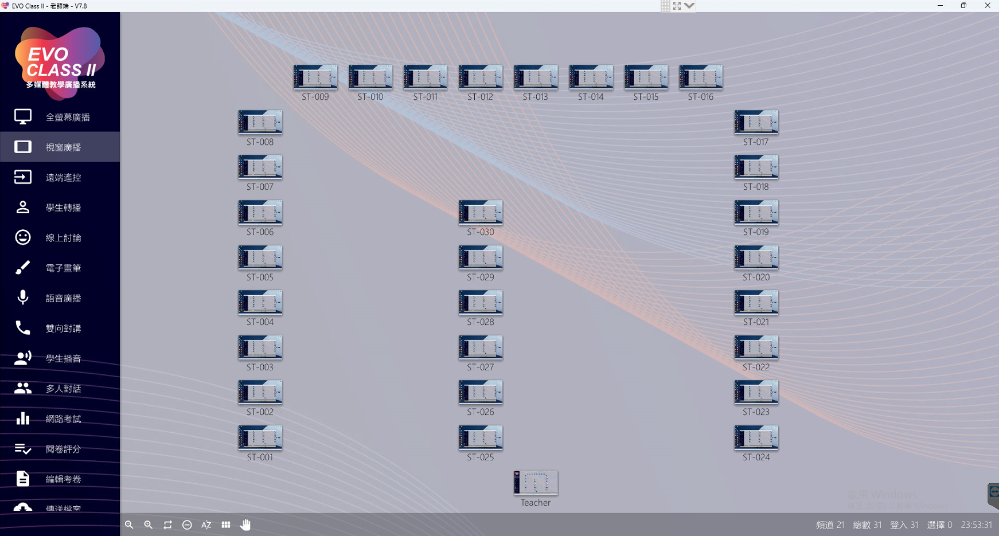 EVO Class II - 老師端 - V7.8
EVO
CLASS II
多媒體教學廣播系統
全螢幕廣播
視窗廣播
遠端遙控
學生轉播
線上討論
電子畫筆
語音廣播
雙向對講
學生播音
多人對話
網路考試
閱卷評分
編輯考卷
傳送檔案
ST-009 ST-010 ST-011 ST-012 ST-013 ST-014 ST-015 ST-016
ST-008 ST-017
ST-007 ST-018
ST-006 ST-030 ST-019
ST-005 ST-029 ST-020
ST-004 ST-028 ST-021
ST-003 ST-027 ST-022
ST-002 ST-026 ST-023
ST-001 ST-025 ST-024
Teacher
啟用 Windows
移至 [設定] 以啟用 Windows。
AZ
頻道 21 總數 31 登入 31 選擇 0 23:53:31